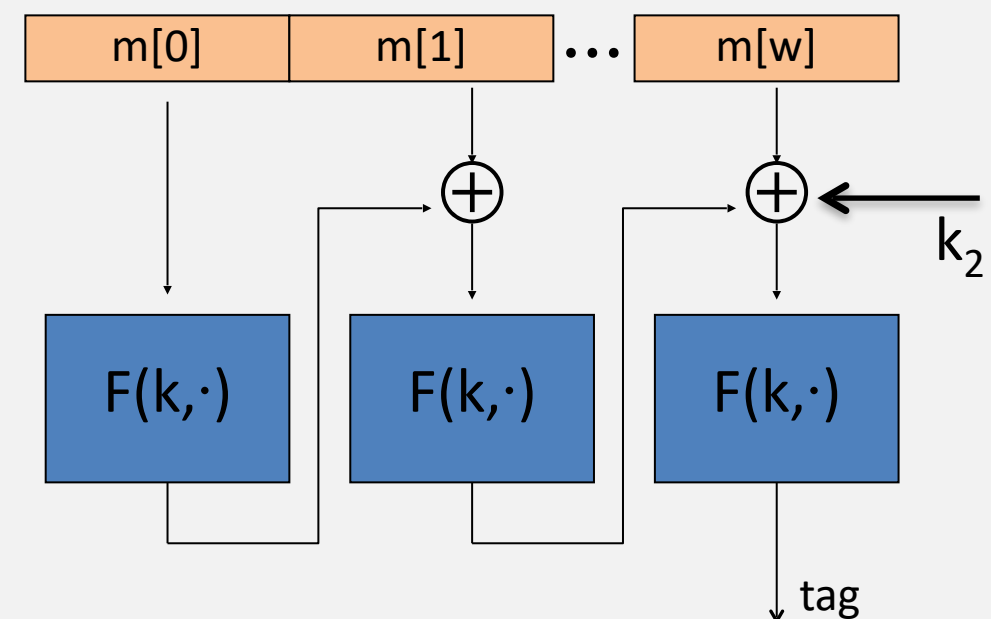 m[0] m[1] ••• m[w]
k₂
F(k,·) F(k,·) F(k,·)
tag